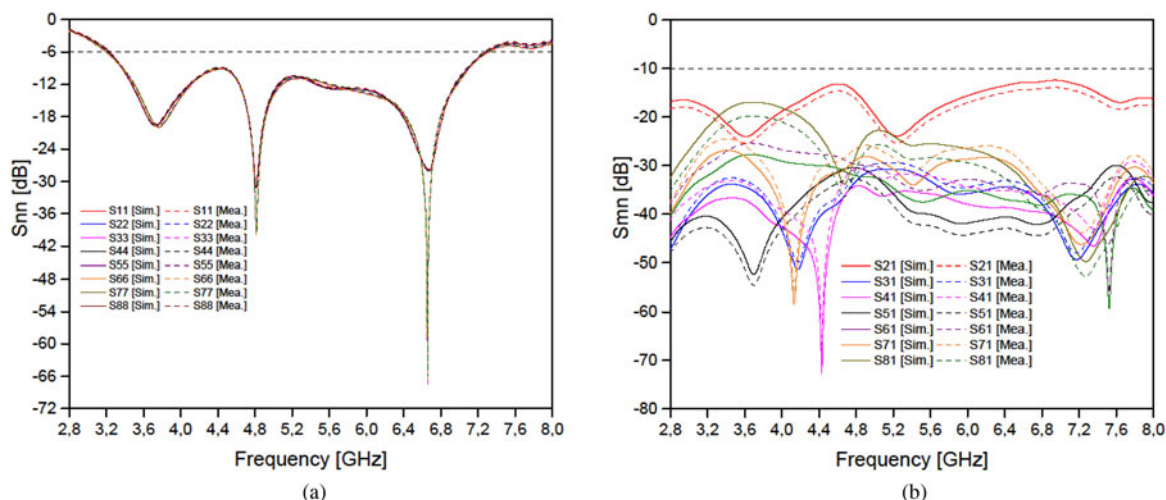 0
-6
-12
-18
-24
-30
-36
-42
-48
-54
-60
-66
-72
Snn [dB]
S11 [Sim.] S11 [Mea.]
S22 [Sim.] S22 [Mea.]
S33 [Sim.] S33 [Mea.]
S44 [Sim.] S44 [Mea.]
S55 [Sim.] S55 [Mea.]
S66 [Sim.] S66 [Mea.]
S77 [Sim.] S77 [Mea.]
S88 [Sim.] S88 [Mea.]
2,8 3,2 3,6 4,0 4,4 4,8 5,2 5,6 6,0 6,4 6,8 7,2 7,6 8,0
Frequency [GHz]
(a)
0
-10
-20
-30
-40
-50
-60
-70
-80
Smn [dB]
S21 [Sim.] S21 [Mea.]
S31 [Sim.] S31 [Mea.]
S41 [Sim.] S41 [Mea.]
S51 [Sim.] S51 [Mea.]
S61 [Sim.] S61 [Mea.]
S71 [Sim.] S71 [Mea.]
S81 [Sim.] S81 [Mea.]
2,8 3,2 3,6 4,0 4,4 4,8 5,2 5,6 6,0 6,4 6,8 7,2 7,6 8,0
Frequency [GHz]
(b)